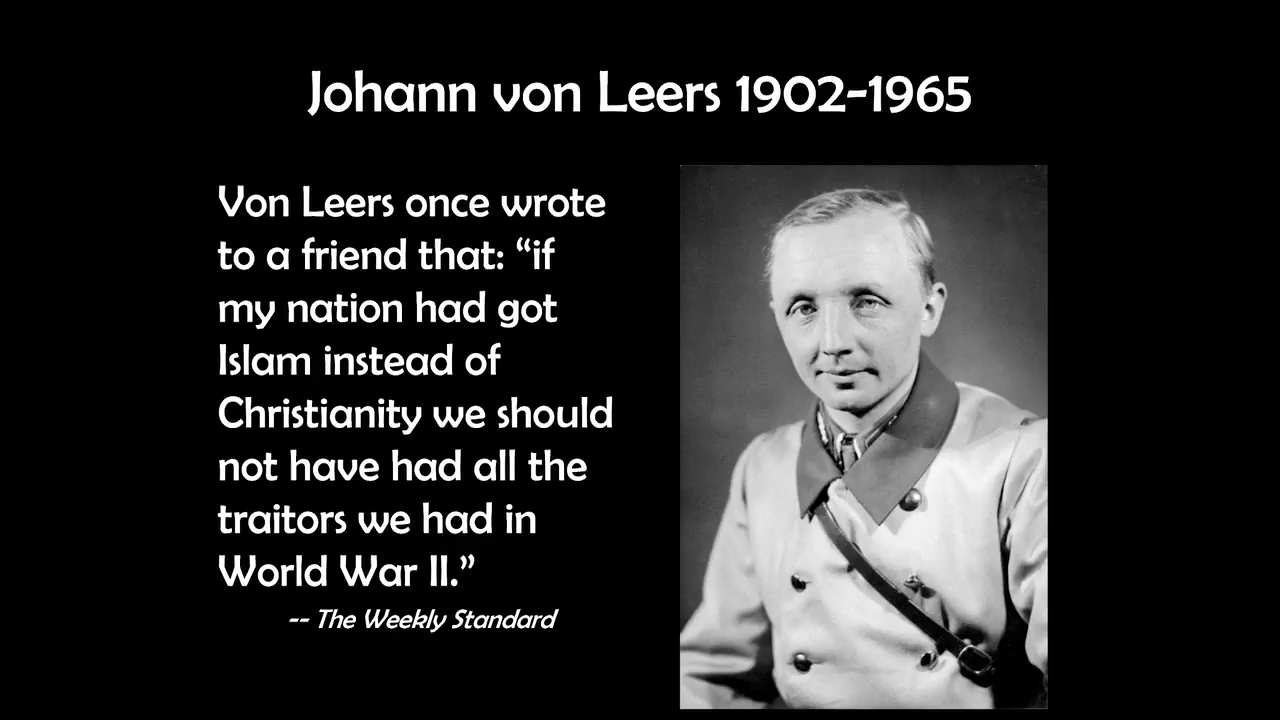 Johann von Leers 1902-1965
Von Leers once wrote
to a friend that: “if
my nation had got
Islam instead of
Christianity we should
not have had all the
traitors we had in
World War II.”
-- The Weekly Standard